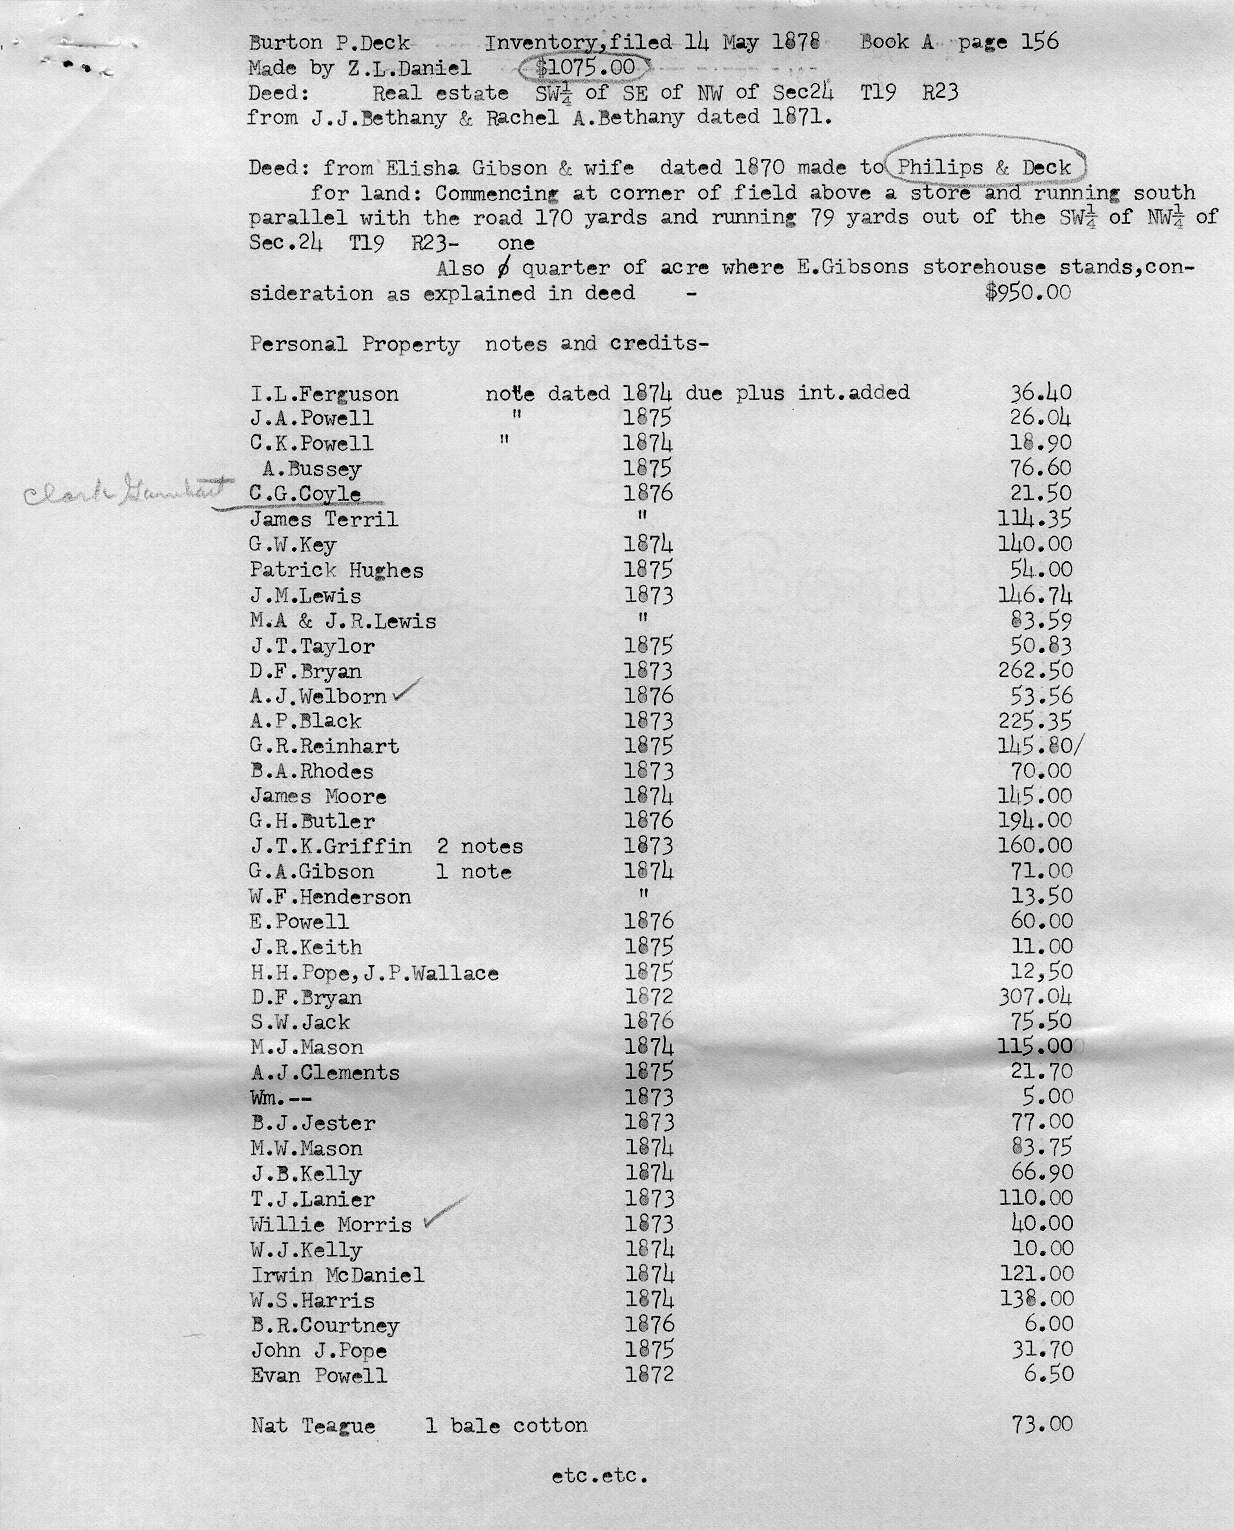 Burton P.Deck Inventory,filed 14 May 1878 Book A page 156
Made by Z.L.Daniel $1075.00
Deed: Real estate SW¼ of SE of NW of Sec24 T19 R23
from J.J.Bethany & Rachel A.Bethany dated 1871.
Deed: from Elisha Gibson & wife dated 1870 made to Philips & Deck
for land: Commencing at corner of field above a store and running south
parallel with the road 170 yards and running 79 yards out of the SW¼ of NW¼ of
Sec.24 T19 R23- one
Also quarter of acre where E.Gibsons storehouse stands,con-
sideration as explained in deed - $950.00
Personal Property notes and credits-
I.L.Ferguson note dated 1874 due plus int.added 36.40
J.A.Powell " 1875 26.04
C.K.Powell " 1874 18.90
A.Bussey 1875 76.60
Clark C.G.Coyle 1876 21.50
James Terril " 114.35
G.W.Key 1874 140.00
Patrick Hughes 1875 54.00
J.M.Lewis 1873 146.74
M.A & J.R.Lewis " 83.59
J.T.Taylor 1875 50.83
D.F.Bryan 1873 262.50
A.J.Welborn ✓ 1876 53.56
A.P.Black 1873 225.35
G.R.Reinhart 1875 145.80/
B.A.Rhodes 1873 70.00
James Moore 1874 145.00
G.H.Butler 1876 194.00
J.T.K.Griffin 2 notes 1873 160.00
G.A.Gibson 1 note 1874 71.00
W.F.Henderson " 13.50
E.Powell 1876 60.00
J.R.Keith 1875 11.00
H.H.Pope,J.P.Wallace 1875 12,50
D.F.Bryan 1872 307.04
S.W.Jack 1876 75.50
M.J.Mason 1874 115.00
A.J.Clements 1875 21.70
Wm.-- 1873 5.00
B.J.Jester 1873 77.00
M.W.Mason 1874 83.75
J.B.Kelly 1874 66.90
T.J.Lanier 1873 110.00
Willie Morris ✓ 1873 40.00
W.J.Kelly 1874 10.00
Irwin McDaniel 1874 121.00
W.S.Harris 1874 138.00
B.R.Courtney 1876 6.00
John J.Pope 1875 31.70
Evan Powell 1872 6.50
Nat Teague 1 bale cotton 73.00
etc.etc.